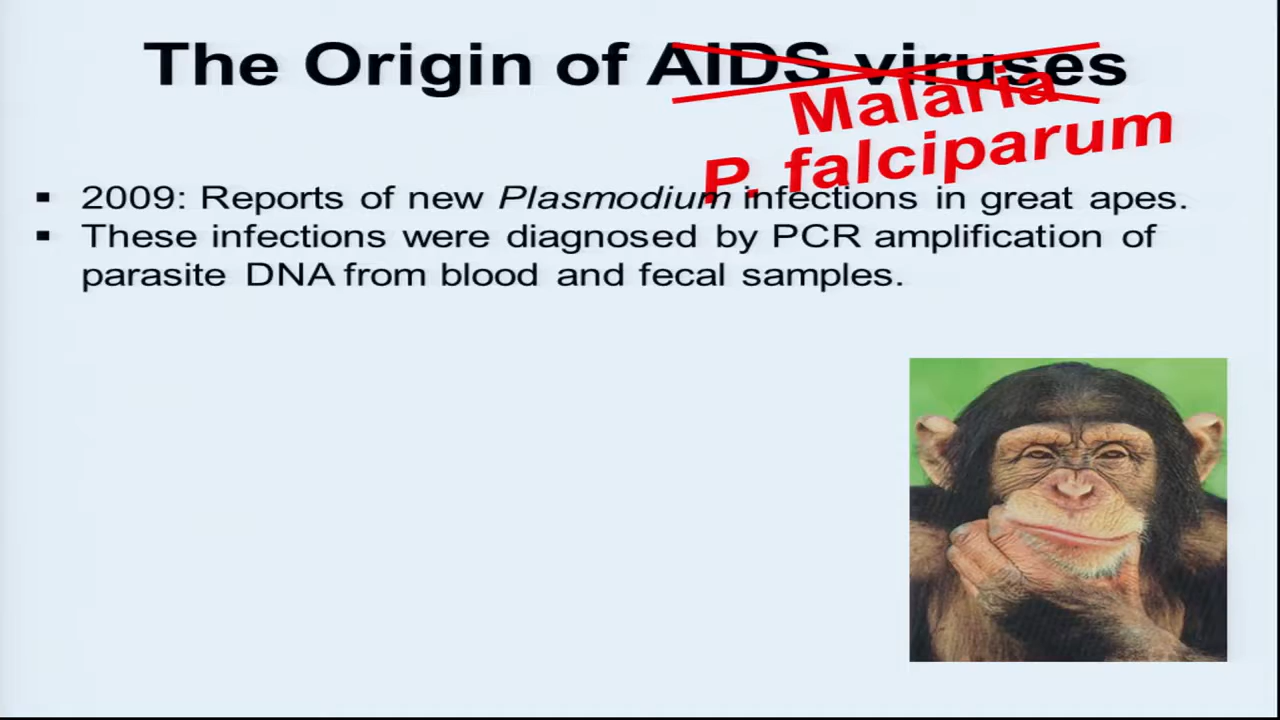 The Origin of AIDS viruses
Malaria
P. falciparum
▪ 2009: Reports of new Plasmodium infections in great apes.
▪ These infections were diagnosed by PCR amplification of
parasite DNA from blood and fecal samples.